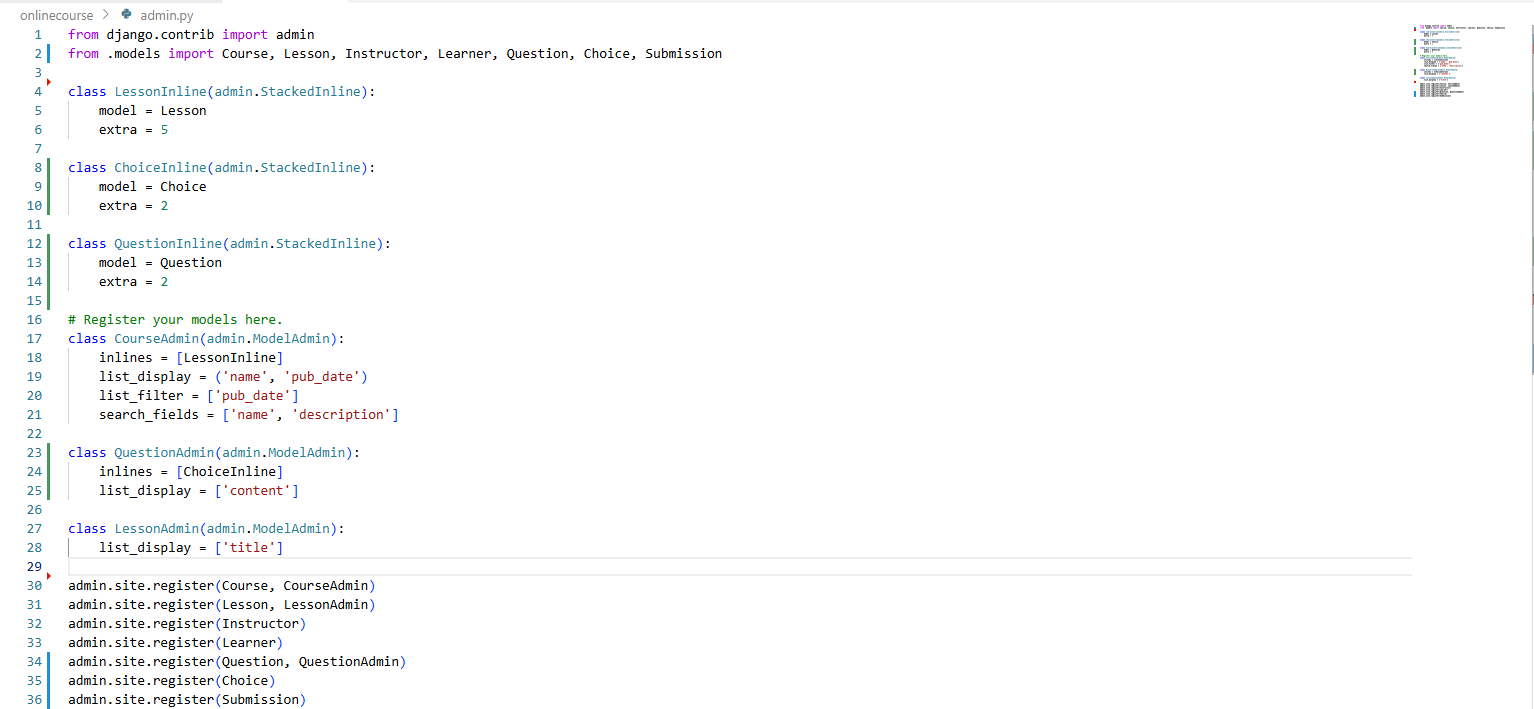 onlinecourse > admin.py
1 from django.contrib import admin
2 from .models import Course, Lesson, Instructor, Learner, Question, Choice, Submission
3
4 class LessonInline(admin.StackedInline):
5     model = Lesson
6     extra = 5
7
8 class ChoiceInline(admin.StackedInline):
9     model = Choice
10     extra = 2
11
12 class QuestionInline(admin.StackedInline):
13     model = Question
14     extra = 2
15
16 # Register your models here.
17 class CourseAdmin(admin.ModelAdmin):
18     inlines = [LessonInline]
19     list_display = ('name', 'pub_date')
20     list_filter = ['pub_date']
21     search_fields = ['name', 'description']
22
23 class QuestionAdmin(admin.ModelAdmin):
24     inlines = [ChoiceInline]
25     list_display = ['content']
26
27 class LessonAdmin(admin.ModelAdmin):
28     list_display = ['title']
29
30 admin.site.register(Course, CourseAdmin)
31 admin.site.register(Lesson, LessonAdmin)
32 admin.site.register(Instructor)
33 admin.site.register(Learner)
34 admin.site.register(Question, QuestionAdmin)
35 admin.site.register(Choice)
36 admin.site.register(Submission)